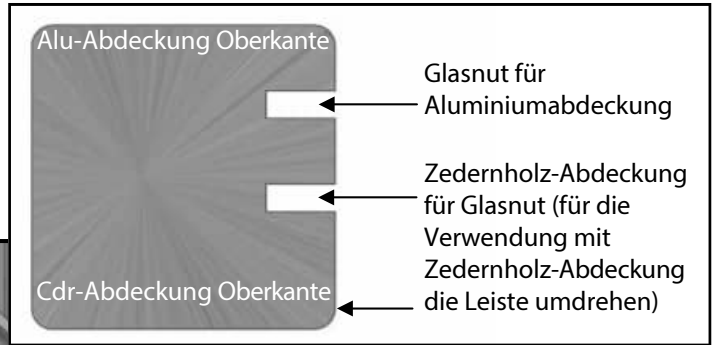 Alu-Abdeckung Oberkante
Glasnut für
Aluminiumabdeckung
Zedernholz-Abdeckung
für Glasnut (für die
Verwendung mit
Zedernholz-Abdeckung
die Leiste umdrehen)
Cdr-Abdeckung Oberkante